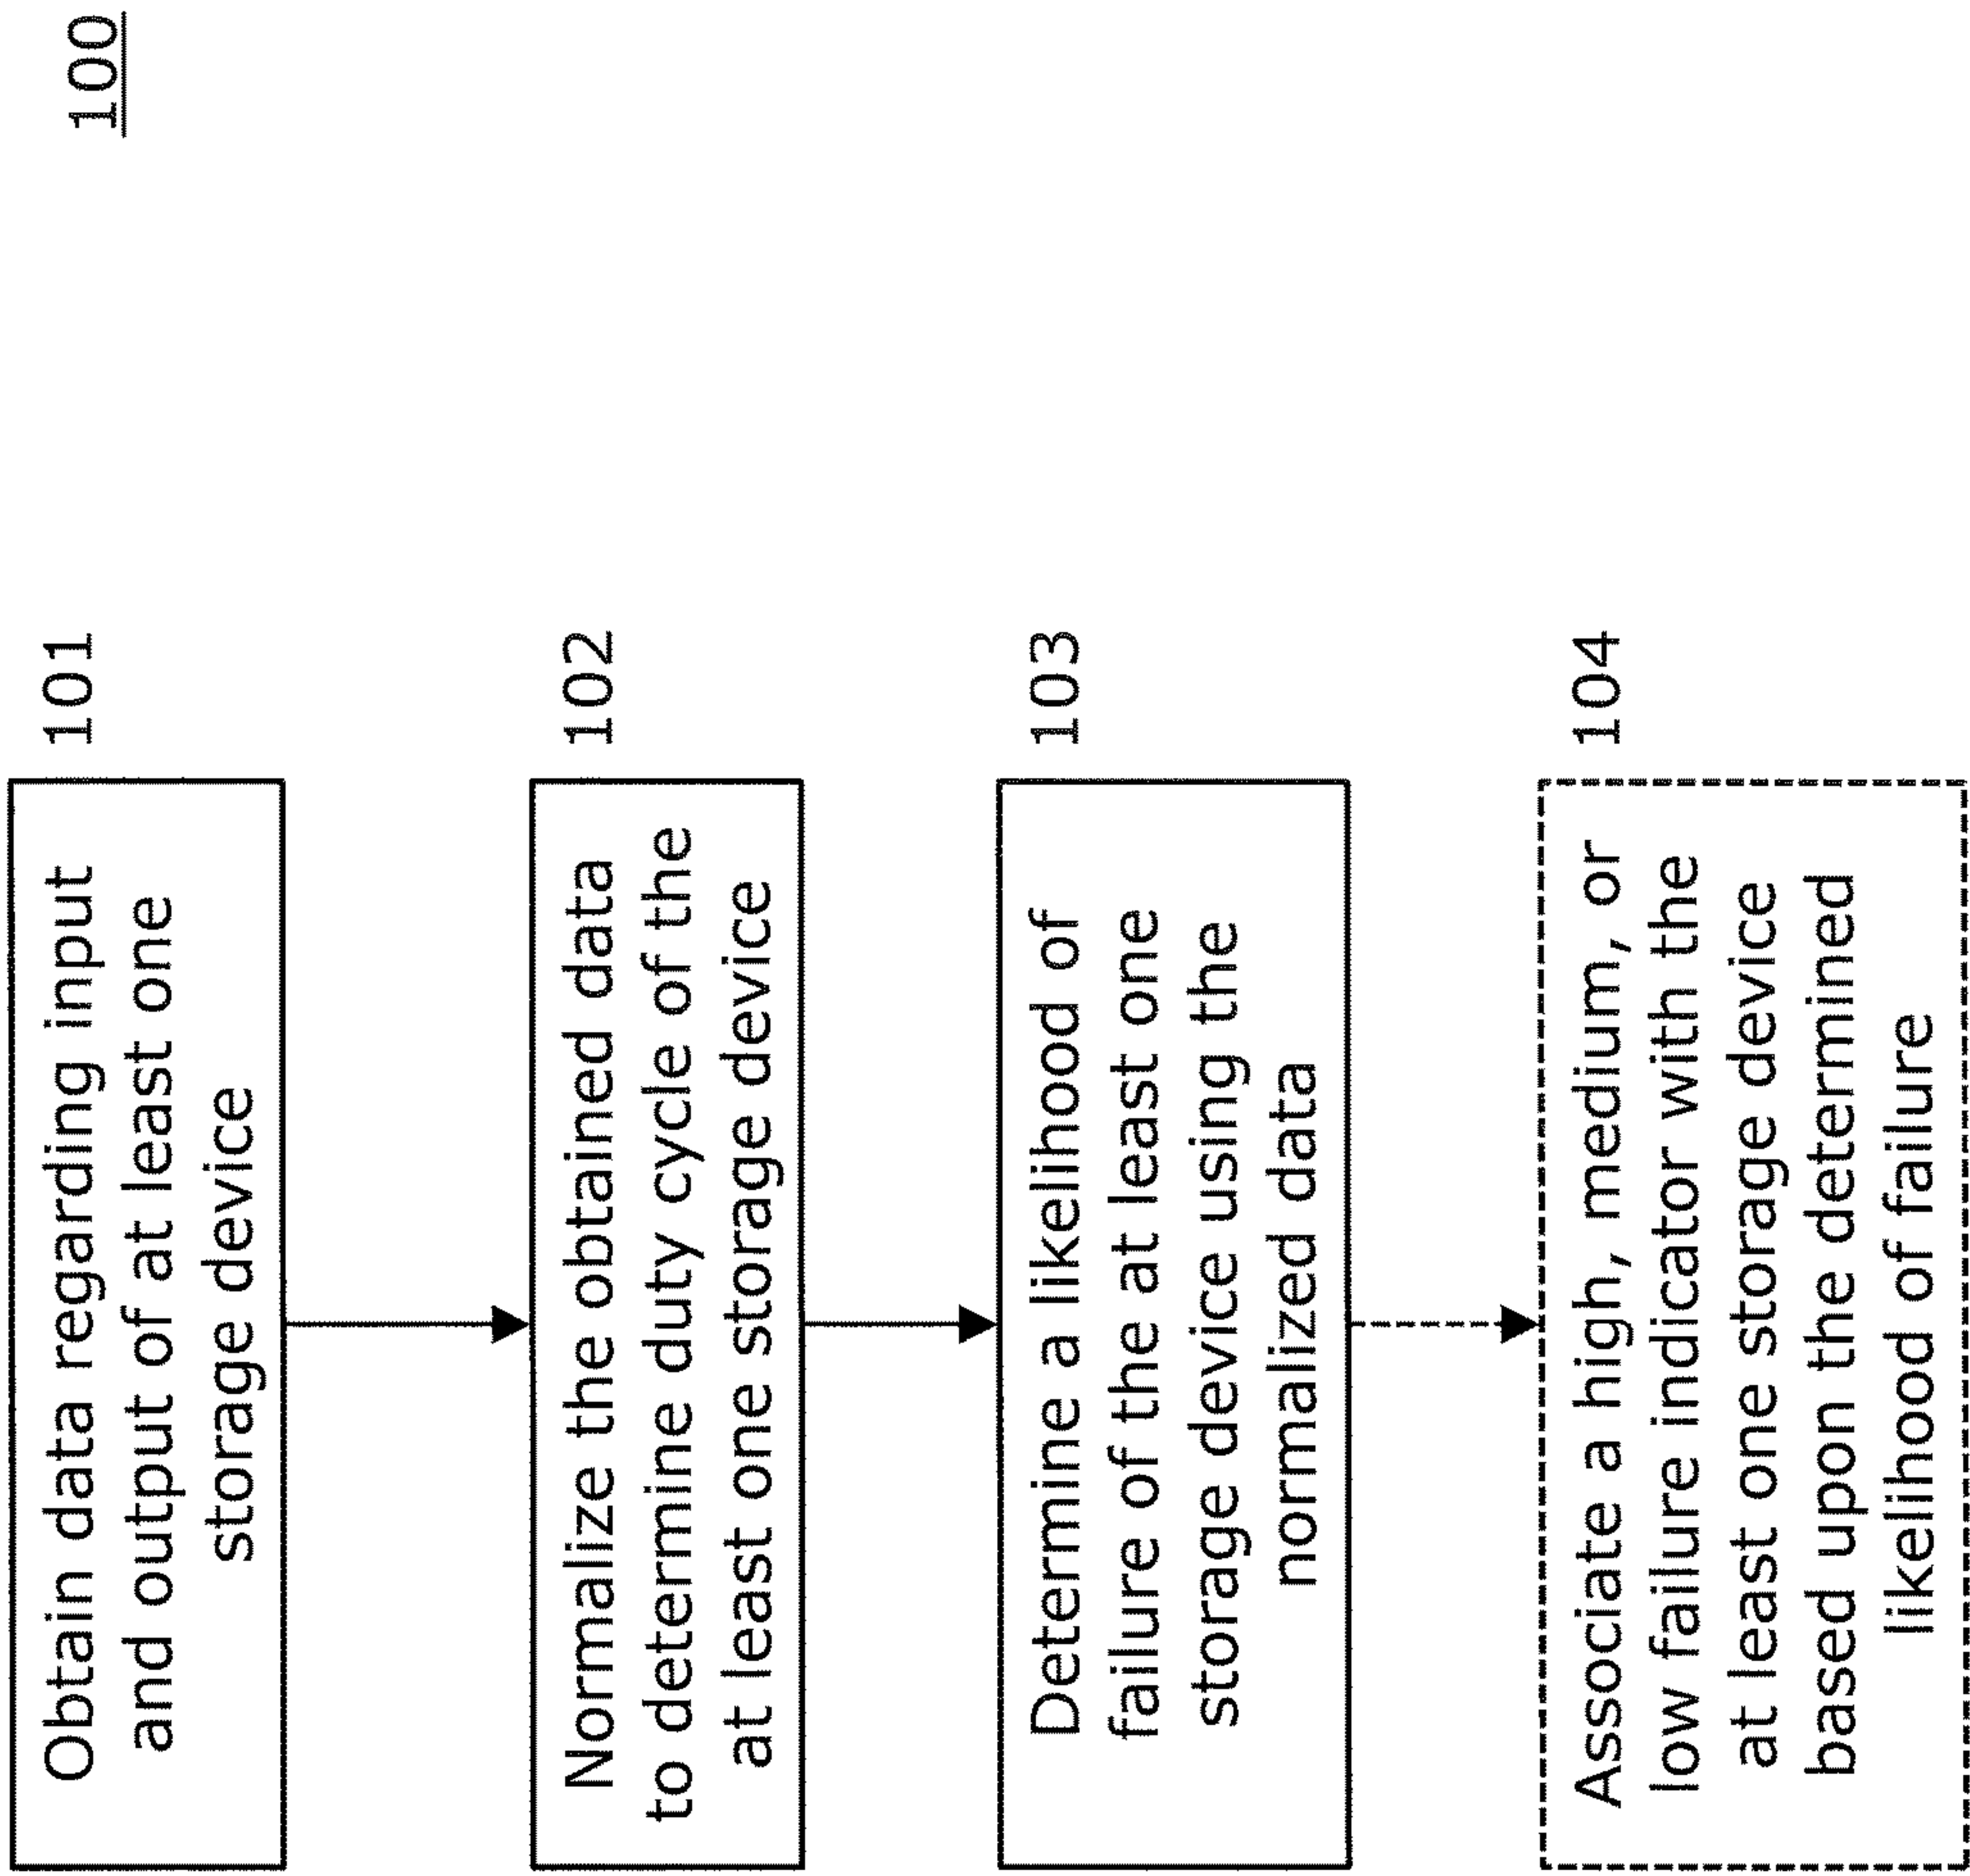 100
Obtain data regarding input
and output of at least one
storage device
101
Normalize the obtained data
to determine duty cycle of the
at least one storage device
102
Determine a likelihood of
failure of the at least one
storage device using the
normalized data
103
Associate a high, medium, or
low failure indicator with the
at least one storage device
based upon the determined
likelihood of failure
104